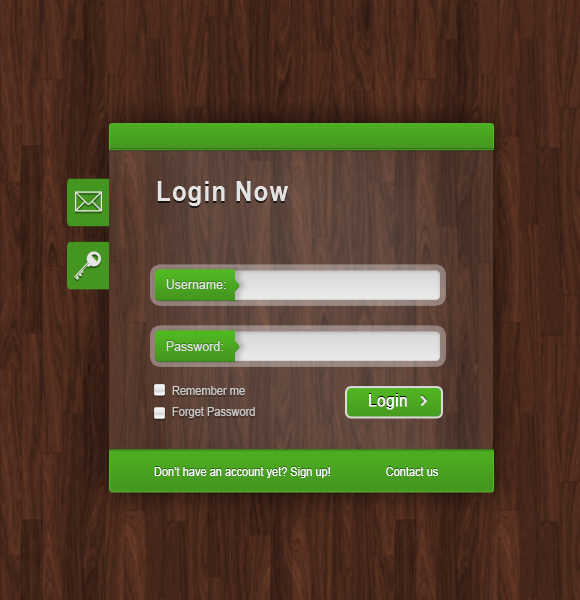 Login Now
Username:
Password:
Remember me
Forget Password
Login
Don't have an account yet? Sign up!
Contact us